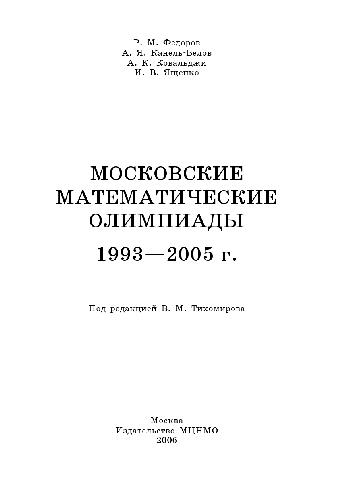 Р. М. Федоров
А. Я. Канель-Белов
А. К. Ковальджи
И. В. Ященко
МОСКОВСКИЕ
МАТЕМАТИЧЕСКИЕ
ОЛИМПИАДЫ
1993—2005 г.
Под редакцией В. М. Тихомирова
Москва
Издательство МЦНМО
2006